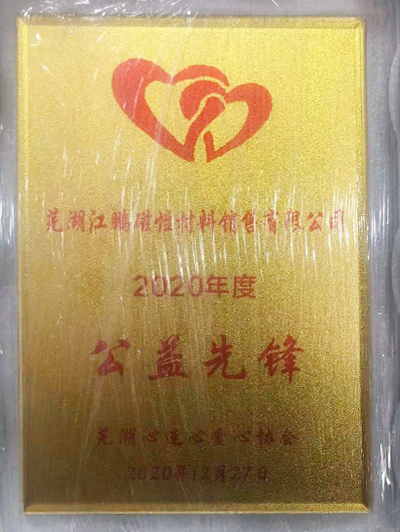 芜湖江鹏磁性材料销售有限公司
2020年度
公益先锋
芜湖心连心爱心协会
2020年12月27日